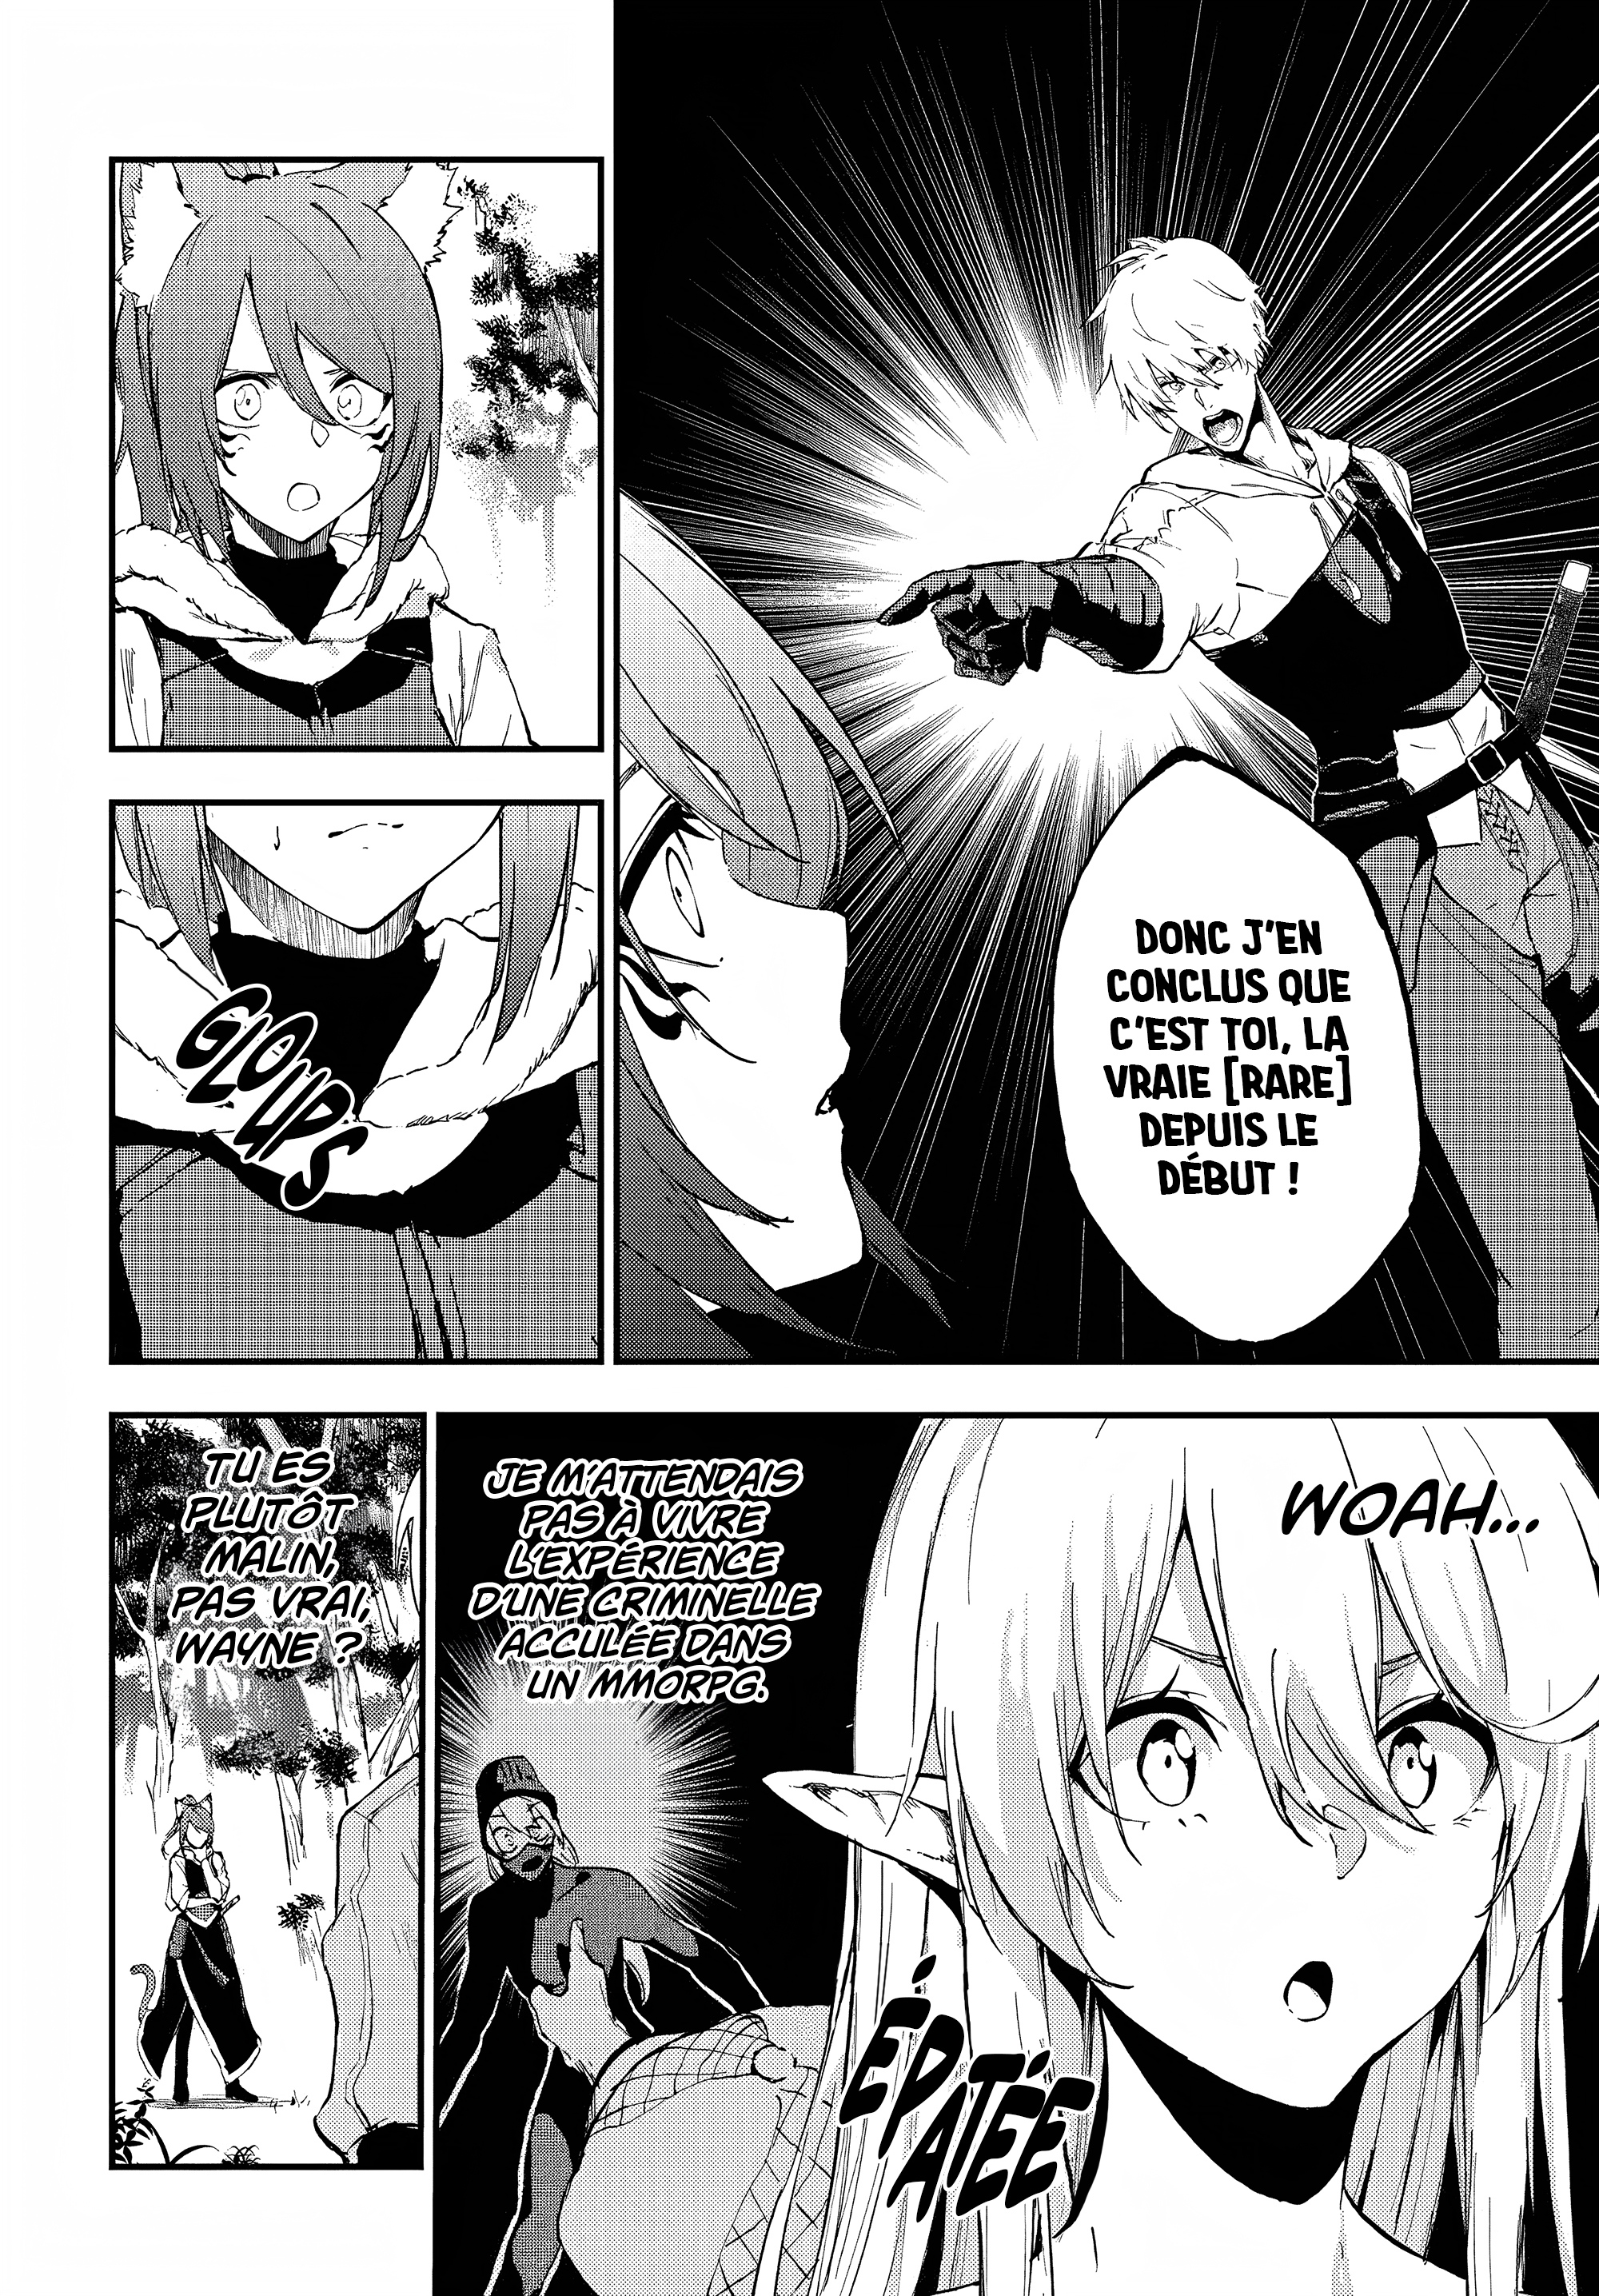 DONC J'EN
CONCLUS QUE
C'EST TOI, LA
VRAIE [RARE]
DEPUIS LE
DÉBUT !
GLOUPS
WOAH...
ÉPATÉE
JE M'ATTENDAIS
PAS À VIVRE
L'EXPÉRIENCE
D'UNE CRIMINELLE
ACCULÉE DANS
UN MMORPG.
TU ES
PLUTÔT
MALIN,
PAS VRAI,
WAYNE ?